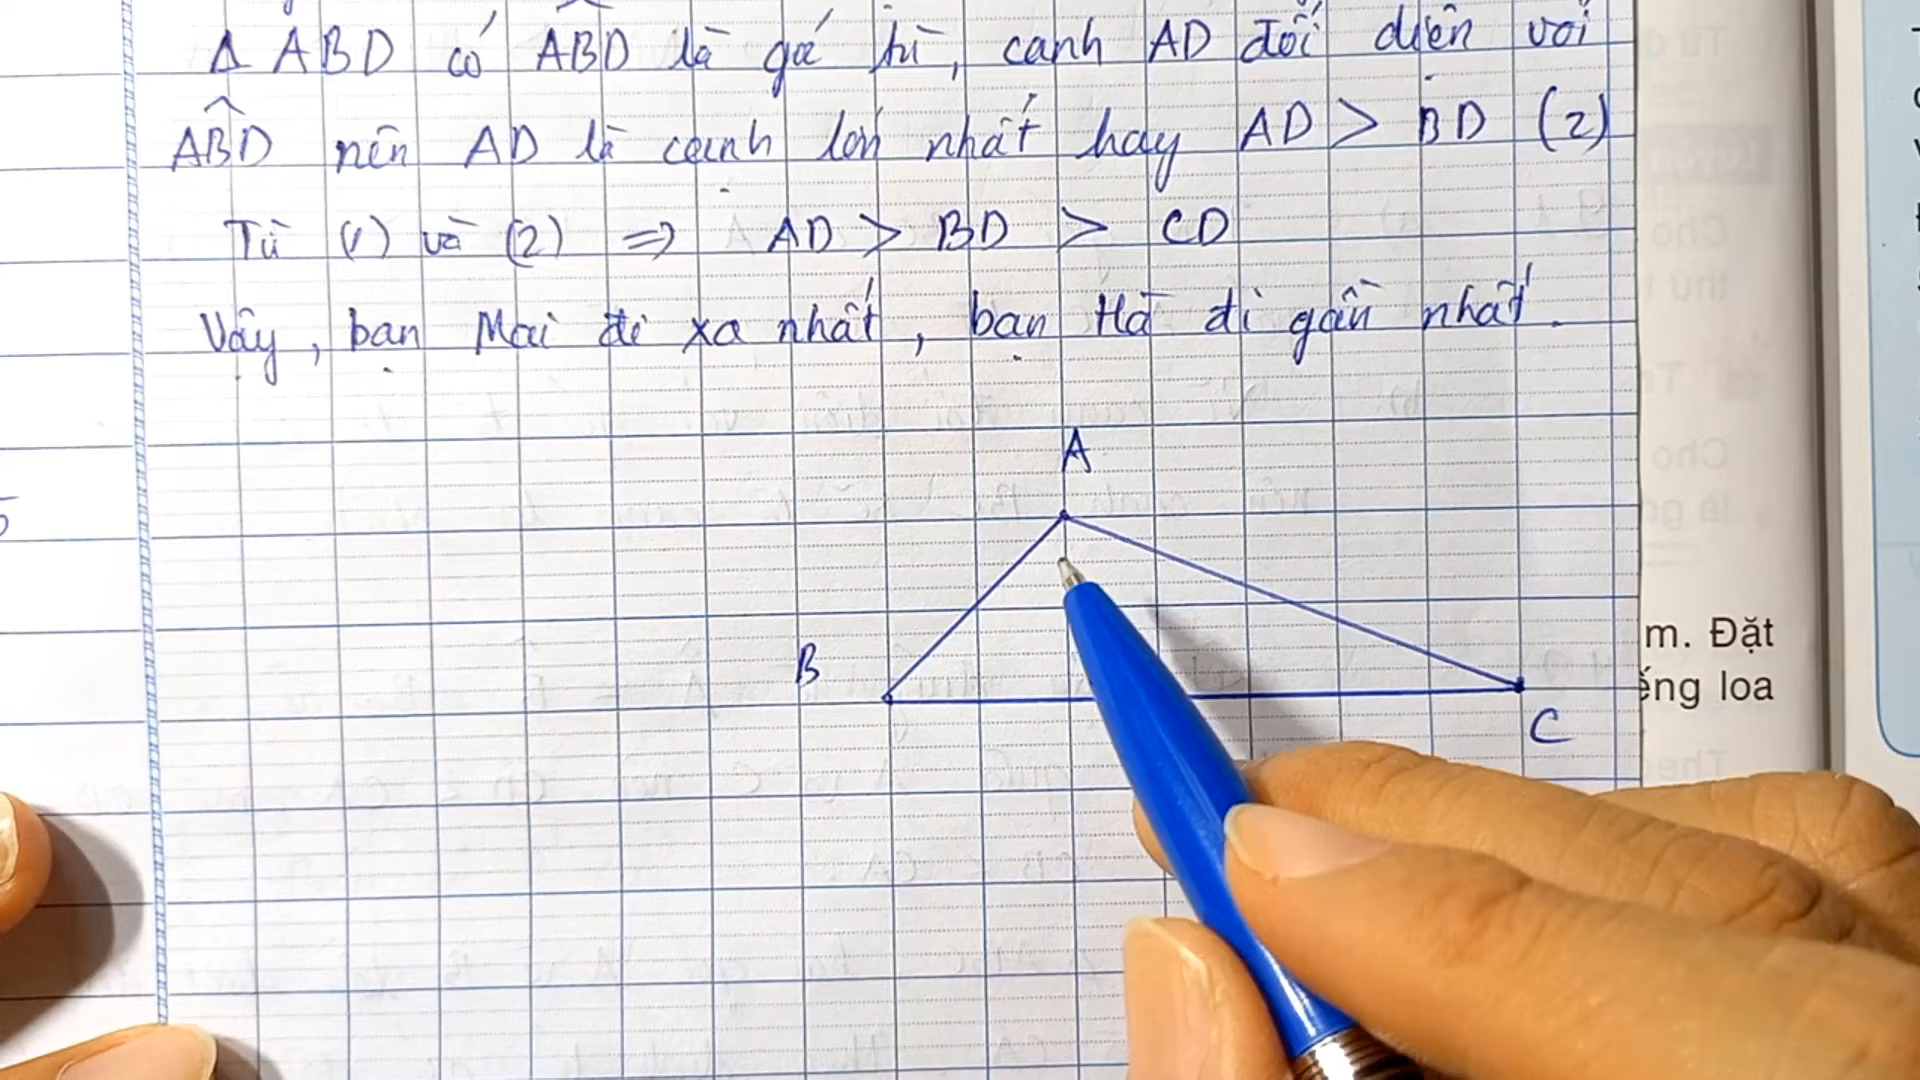 Δ ABD có ABD là góc tù, cạnh AD đối diện với
ABD nên AD là cạnh lớn nhất hay AD > BD (2)
Từ (1) và (2) => AD > BD > CD
Vậy, bạn Mai đi xa nhất, bạn Hà đi gần nhất.
A
B
C
m. Đặt
ếng loa